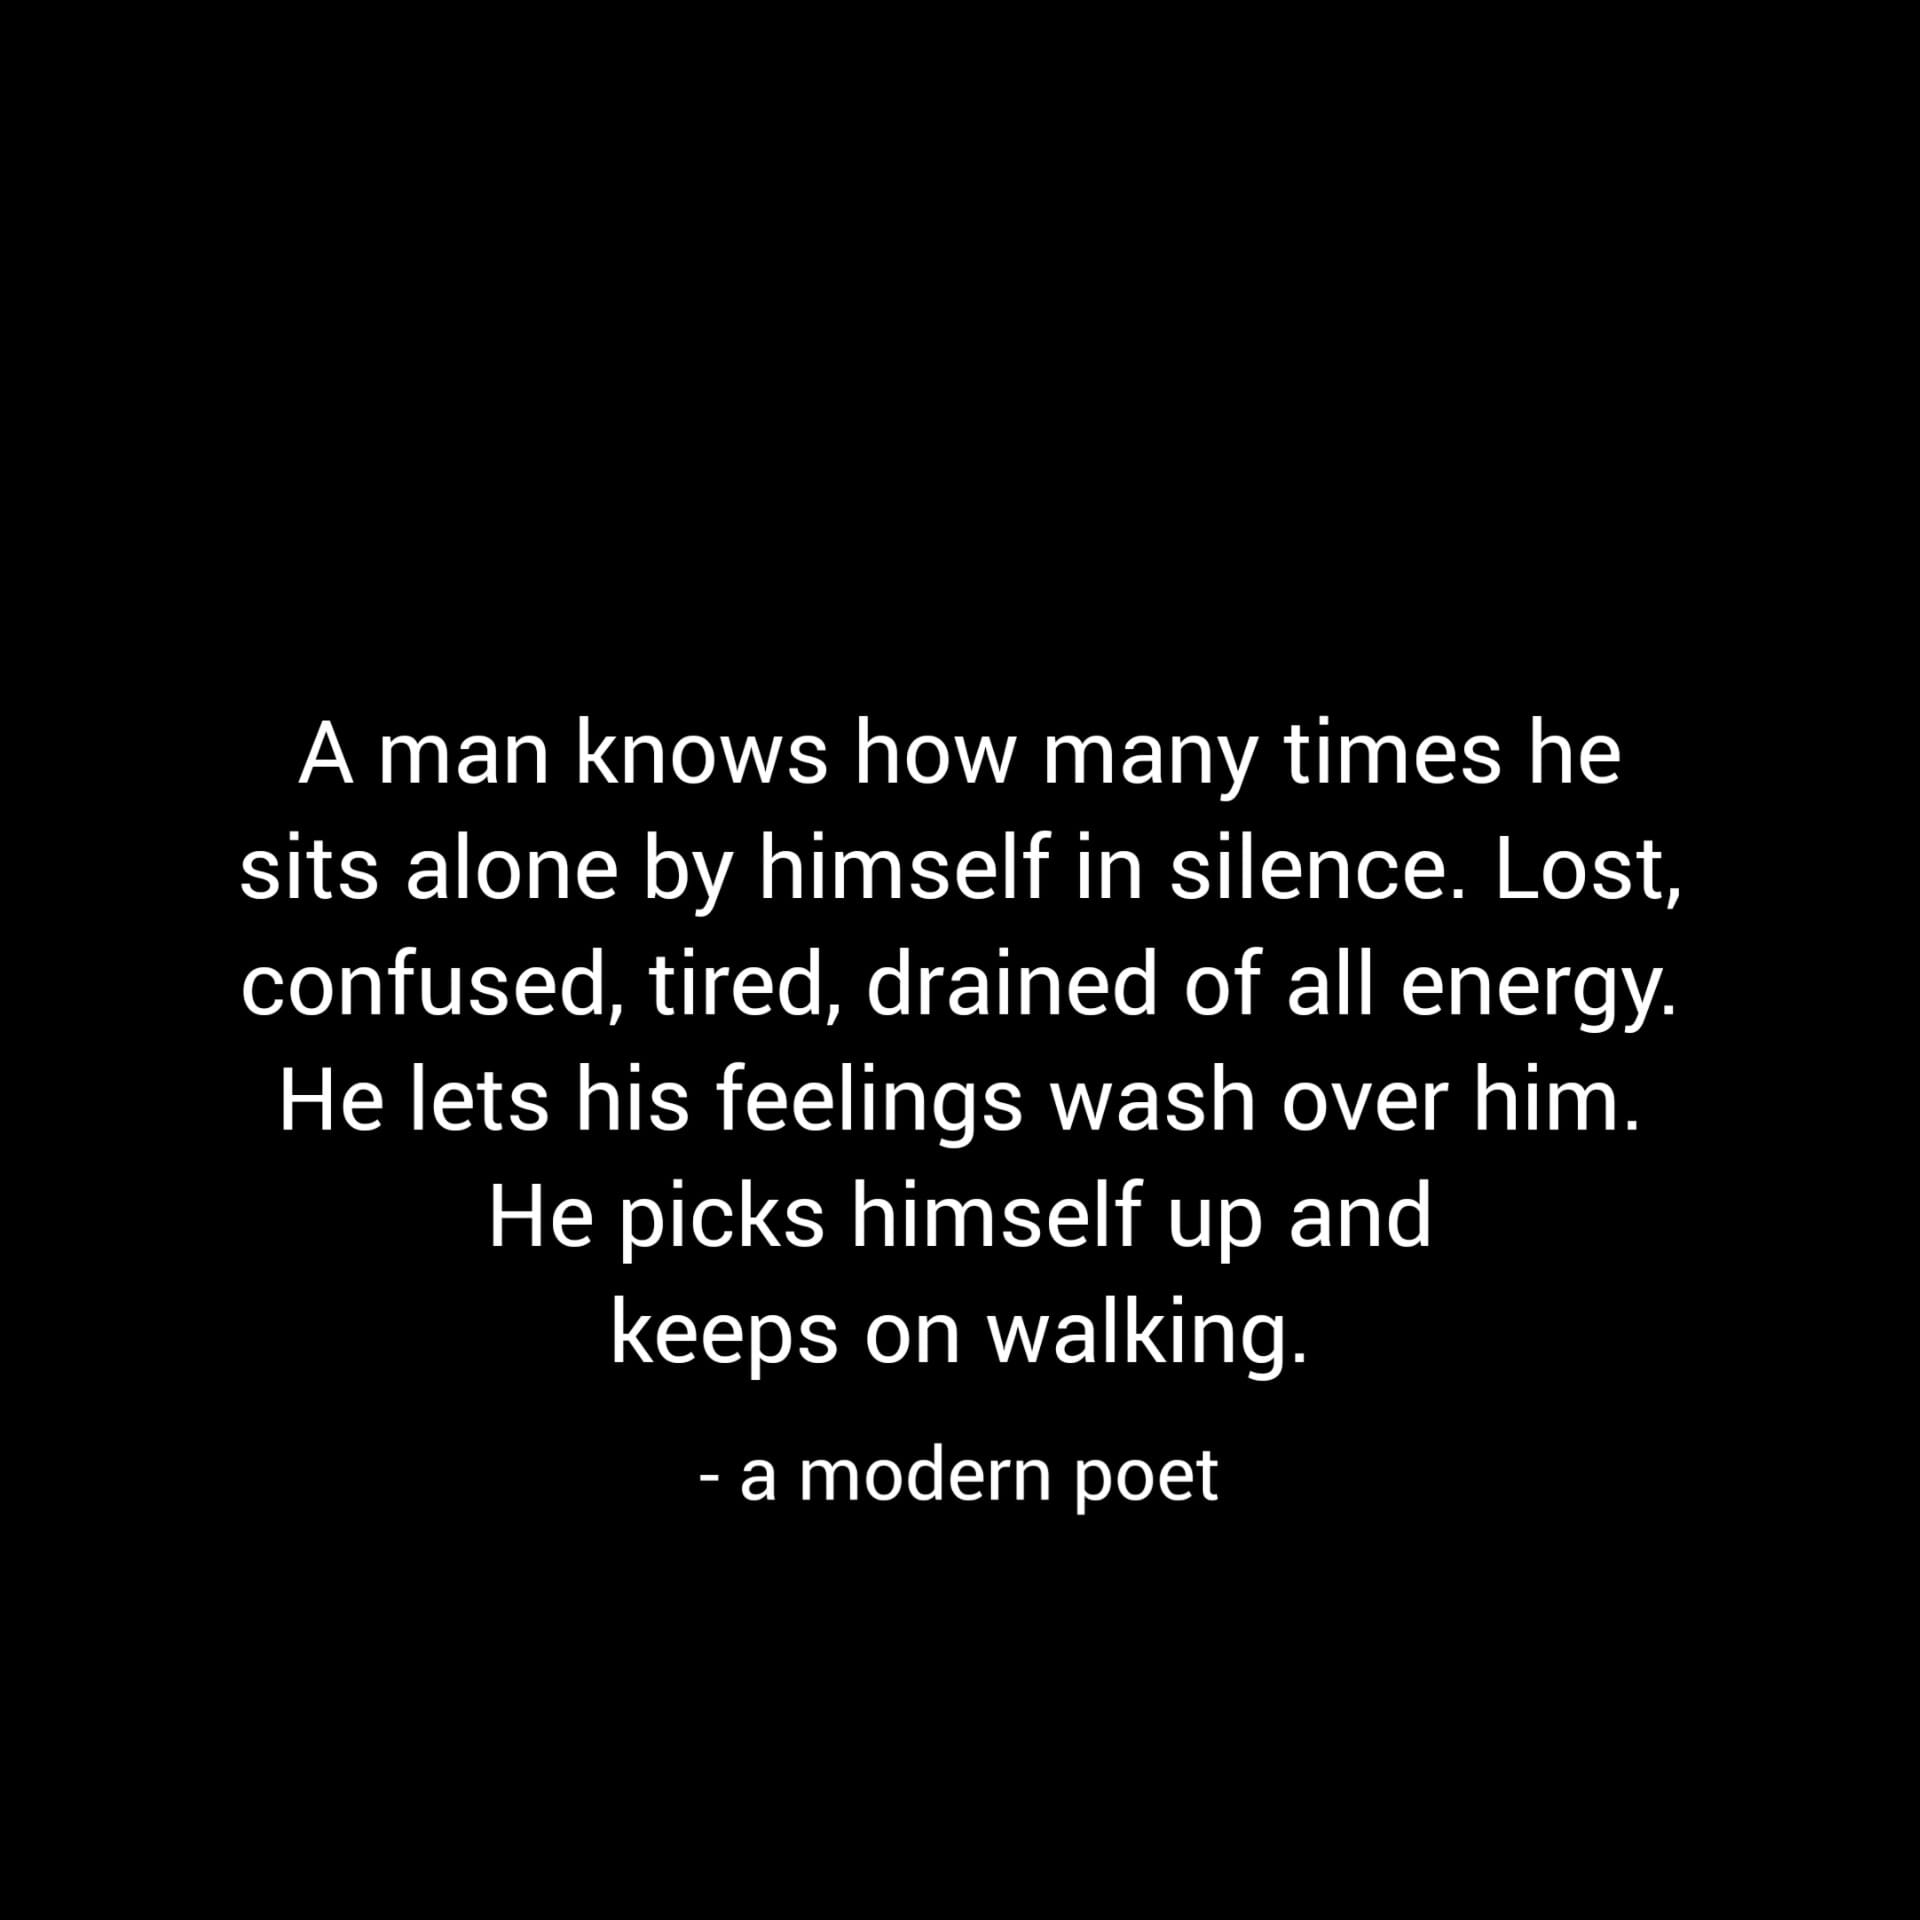 A man knows how many times he
sits alone by himself in silence. Lost,
confused, tired, drained of all energy.
He lets his feelings wash over him.
He picks himself up and
keeps on walking.
- a modern poet